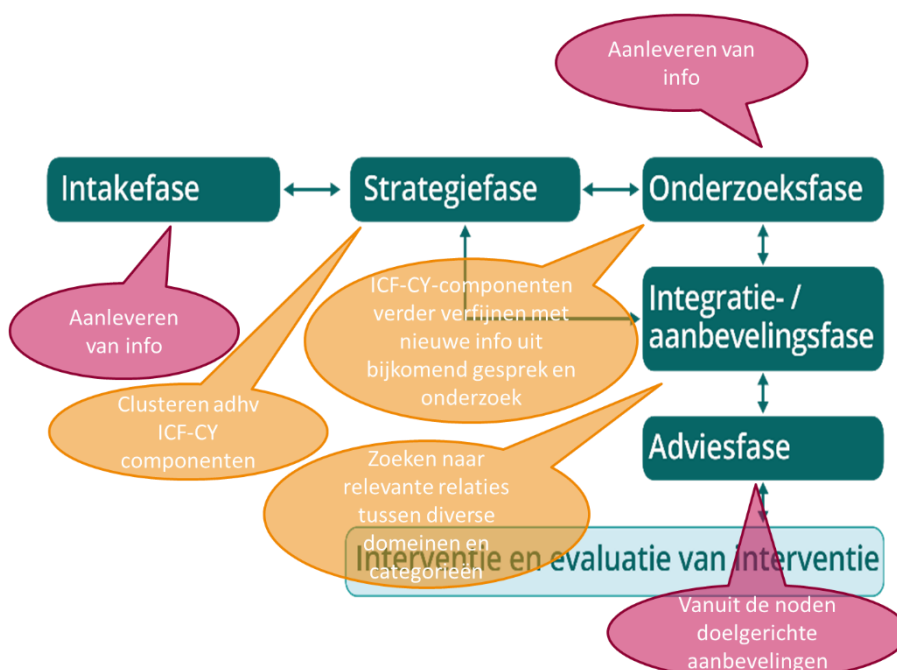 Aanleveren van
info
Intakefase
Strategiefase
Onderzoeksfase
Aanleveren
van info
ICF-CY-componenten
verder verfijnen met
nieuwe info uit
bijkomend gesprek en
onderzoek
Integratie- /
aanbevelingsfase
Clusteren adhv
ICF-CY
componenten
Zoeken naar
relevante relaties
tussen diverse
domeinen en
categorieën
Adviesfase
Interventie en evaluatie van interventie
Vanuit de noden
doelgerichte
aanbevelingen